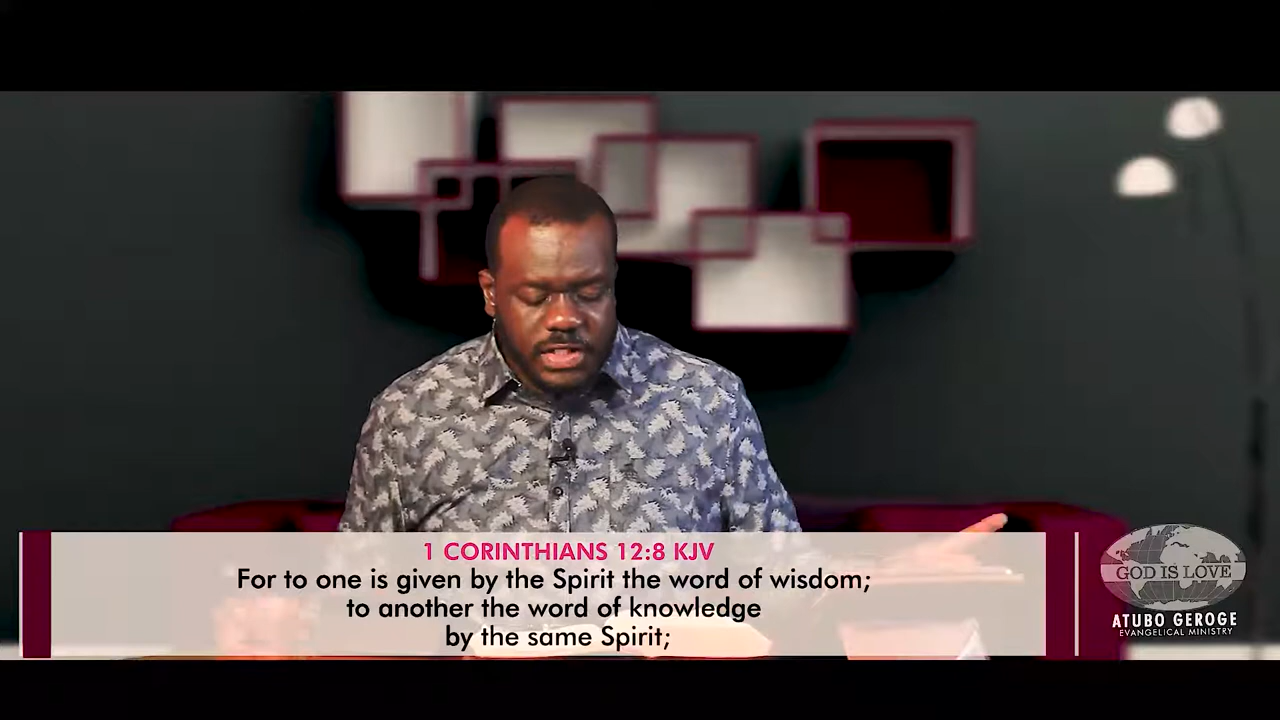 1 CORINTHIANS 12:8 KJV
For to one is given by the Spirit the word of wisdom;
to another the word of knowledge
by the same Spirit;
GOD IS LOVE
ATUBO GEROGE
EVANGELICAL MINISTRY